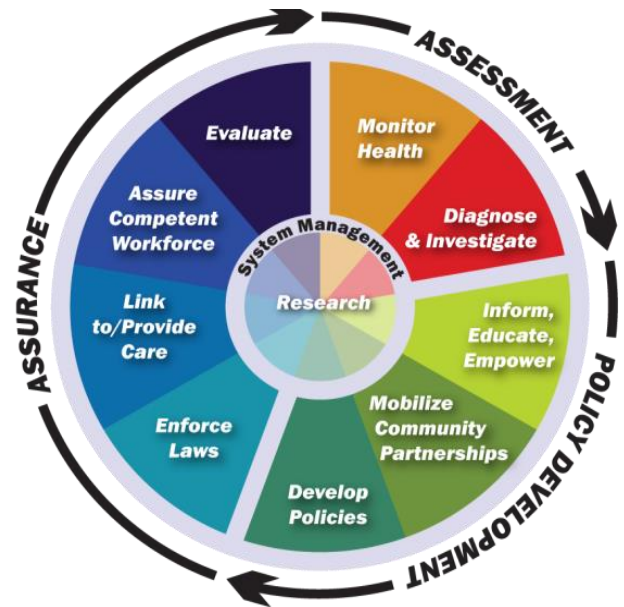 ASSESSMENT
Monitor
Health
Diagnose
& Investigate
POLICY DEVELOPMENT
Inform,
Educate,
Empower
Mobilize
Community
Partnerships
Develop
Policies
ASSURANCE
Enforce
Laws
Link
to/Provide
Care
Assure
Competent
Workforce
Evaluate
System Management
Research